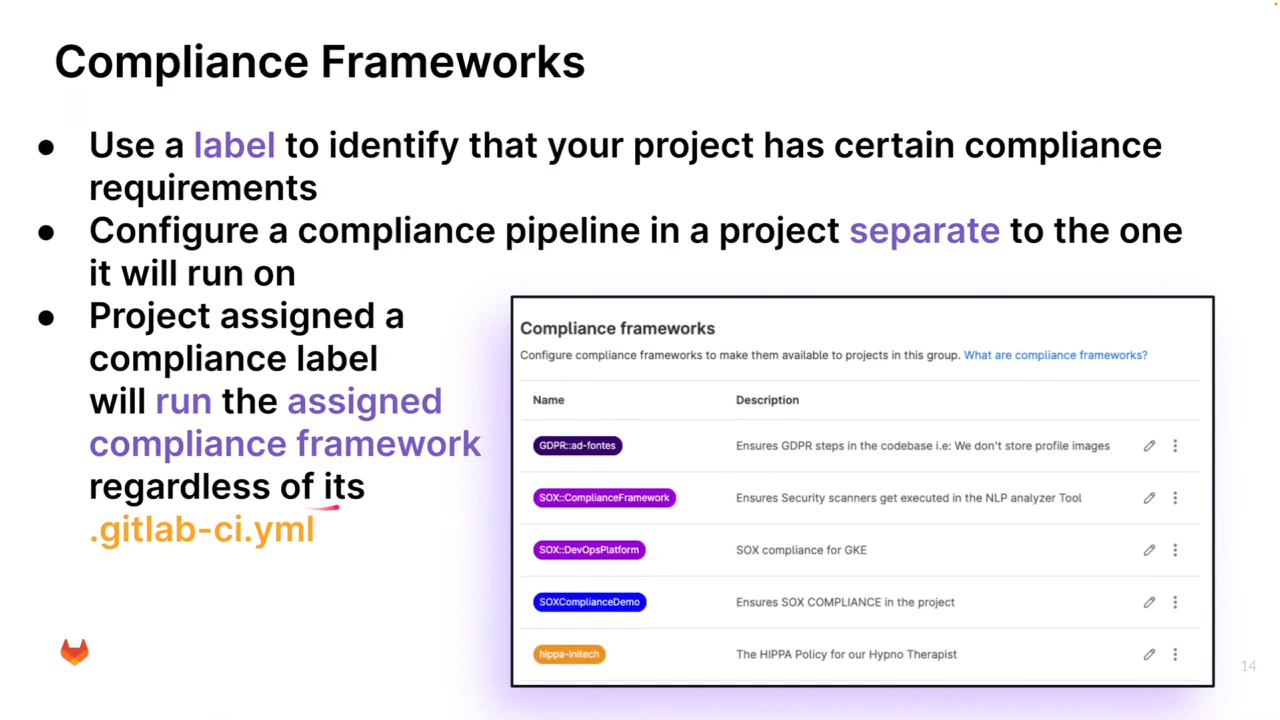 Compliance Frameworks
● Use a label to identify that your project has certain compliance
requirements
● Configure a compliance pipeline in a project separate to the one
it will run on
● Project assigned a
compliance label
will run the assigned
compliance framework
regardless of its
.gitlab-ci.yml
Compliance frameworks
Configure compliance frameworks to make them available to projects in this group. What are compliance frameworks?
Name Description
GDPR::ad-fontes Ensures GDPR steps in the codebase i.e: We don't store profile images
SOX::ComplianceFramework Ensures Security scanners get executed in the NLP analyzer Tool
SOX::DevOpsPlatform SOX compliance for GKE
SOXComplianceDemo Ensures SOX COMPLIANCE in the project
hippa-initech The HIPPA Policy for our Hypno Therapist
14